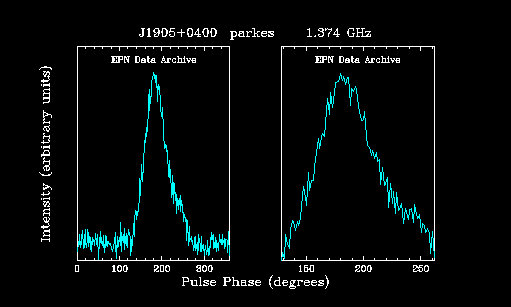 J1905+0400 parkes 1.374 GHz
EPN Data Archive
EPN Data Archive
Intensity (arbitrary units)
0 100 200 300
150 200 250
Pulse Phase (degrees)